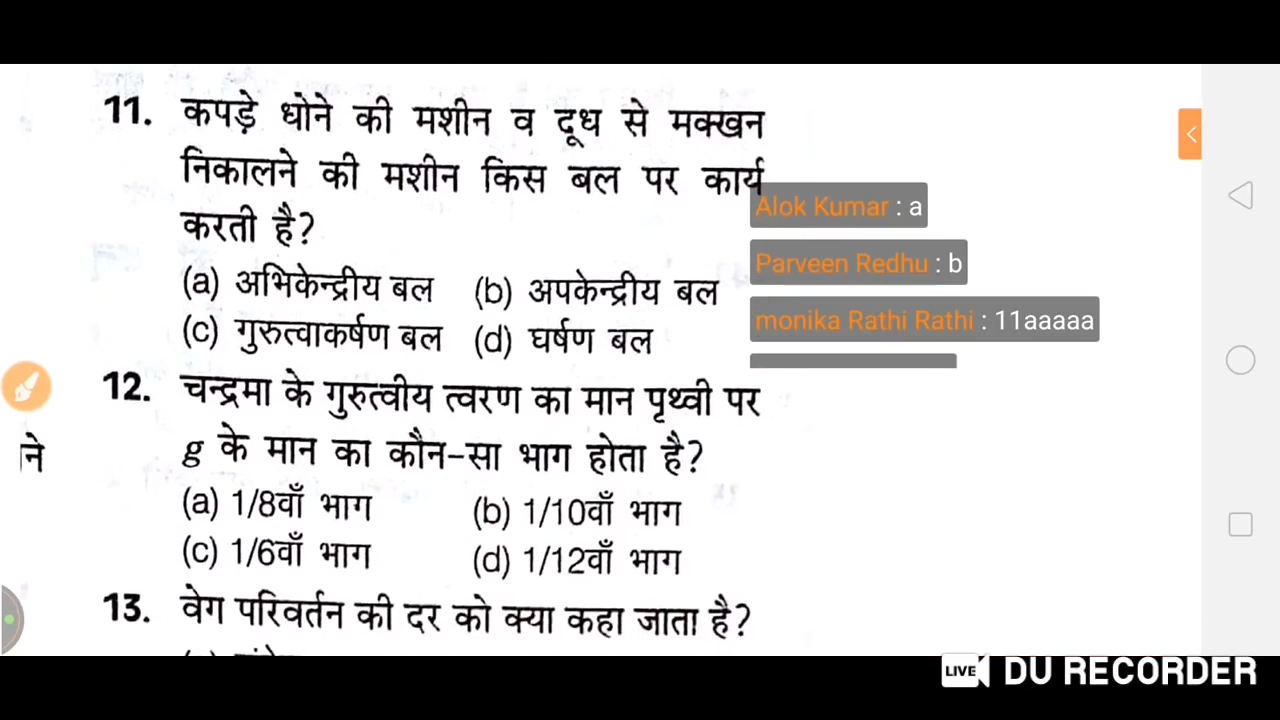 11. कपड़े धोने की मशीन व दूध से मक्खन
निकालने की मशीन किस बल पर कार्य
करती है?
(a) अभिकेन्द्रीय बल (b) अपकेन्द्रीय बल
(c) गुरुत्वाकर्षण बल (d) घर्षण बल
12. चन्द्रमा के गुरुत्वीय त्वरण का मान पृथ्वी पर
g के मान का कौन-सा भाग होता है?
(a) 1/8वाँ भाग (b) 1/10वाँ भाग
(c) 1/6वाँ भाग (d) 1/12वाँ भाग
13. वेग परिवर्तन की दर को क्या कहा जाता है?
ने
Alok Kumar : a
Parveen Redhu : b
monika Rathi Rathi : 11aaaaa
LIVE DU RECORDER